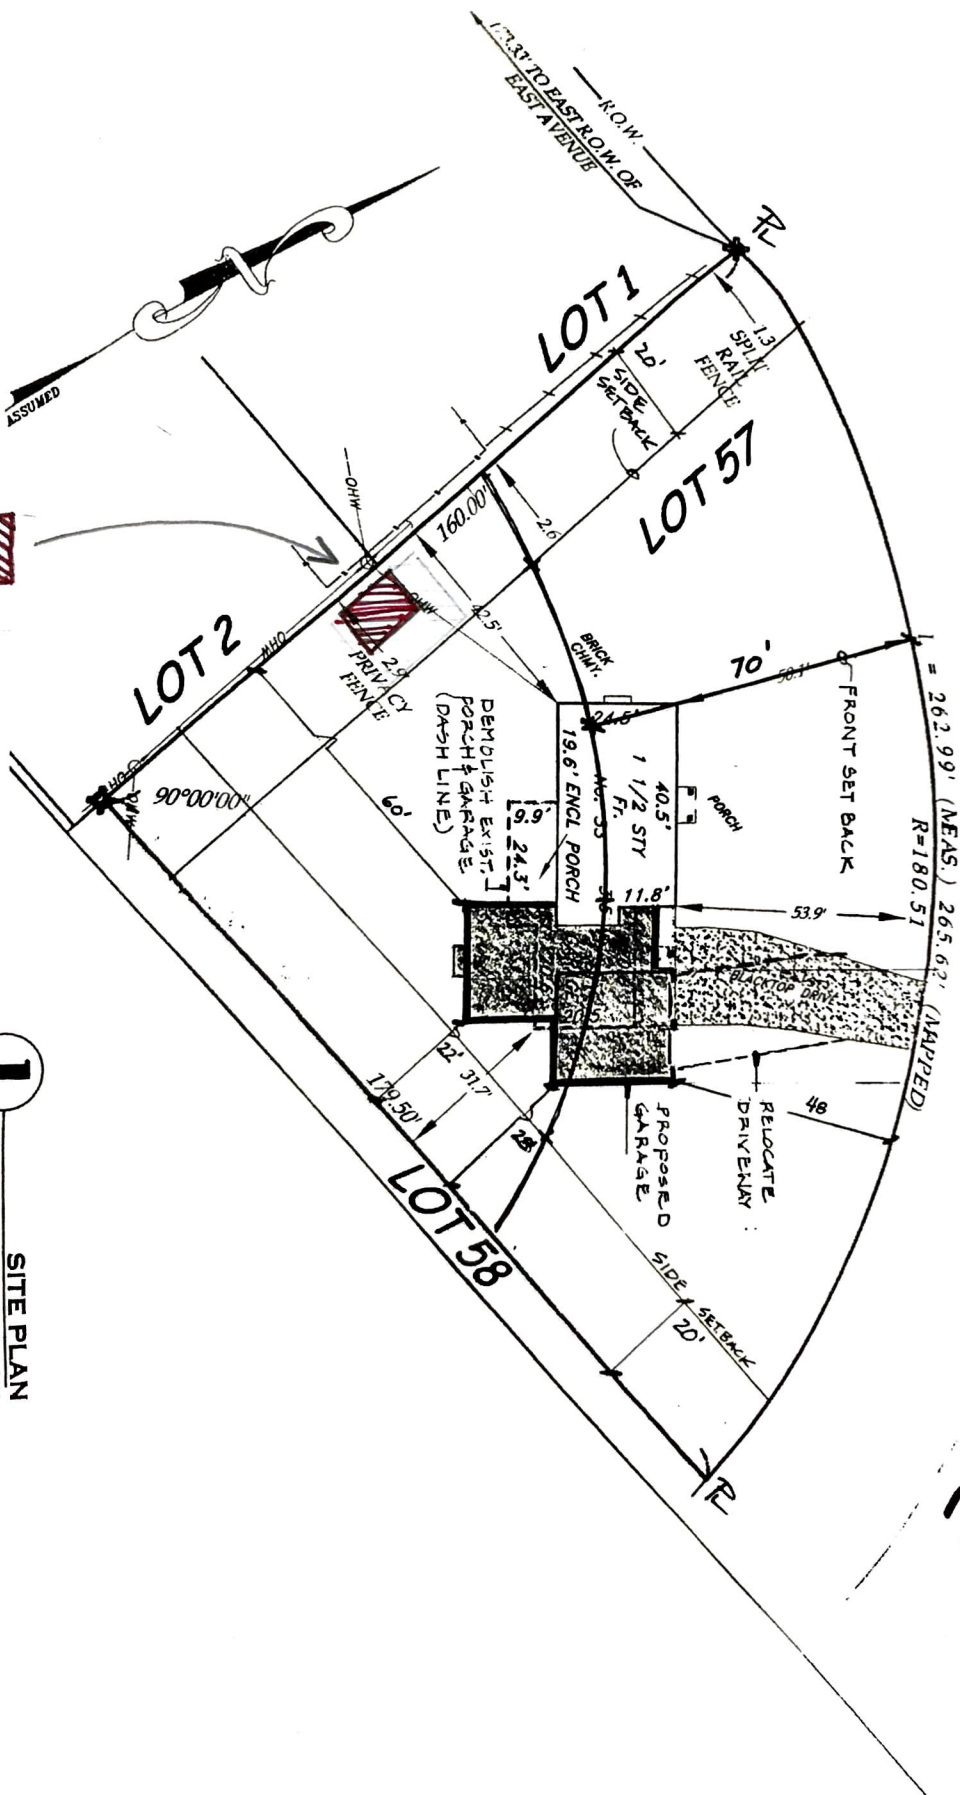 R.O.W.
TO EAST R.O.W. OF
EAST AVENUE
PL
1.3
SPLIT
RAIL
FENCE
LOT 1
20'
SIDE
SETBACK
LOT 57
OHW
160.00'
2.6
42.5'
BRICK
CHMY.
70'
FRONT SET BACK
= 262.99' (MEAS.) 265.62' (MAPPED)
R=180.51
ASSUMED
LOT 2
OHW
OHW
2.9
PRIVACY
FENCE
DEMOLISH EXIST.
PORCH & GARAGE
(DASH LINE)
24.6'
40.5'
1 1/2 STY
Fr.
19.6' ENCL PORCH
PORCH
9.9'
24.3'
11.8'
53.9'
90°00'00"
60'
BLACKTOP DRIVE
22'
31.7'
179.50'
28'
48
PROPOSED
GARAGE
RELOCATE
DRIVEWAY
LOT 58
SIDE SETBACK
20'
PL
1
SITE PLAN